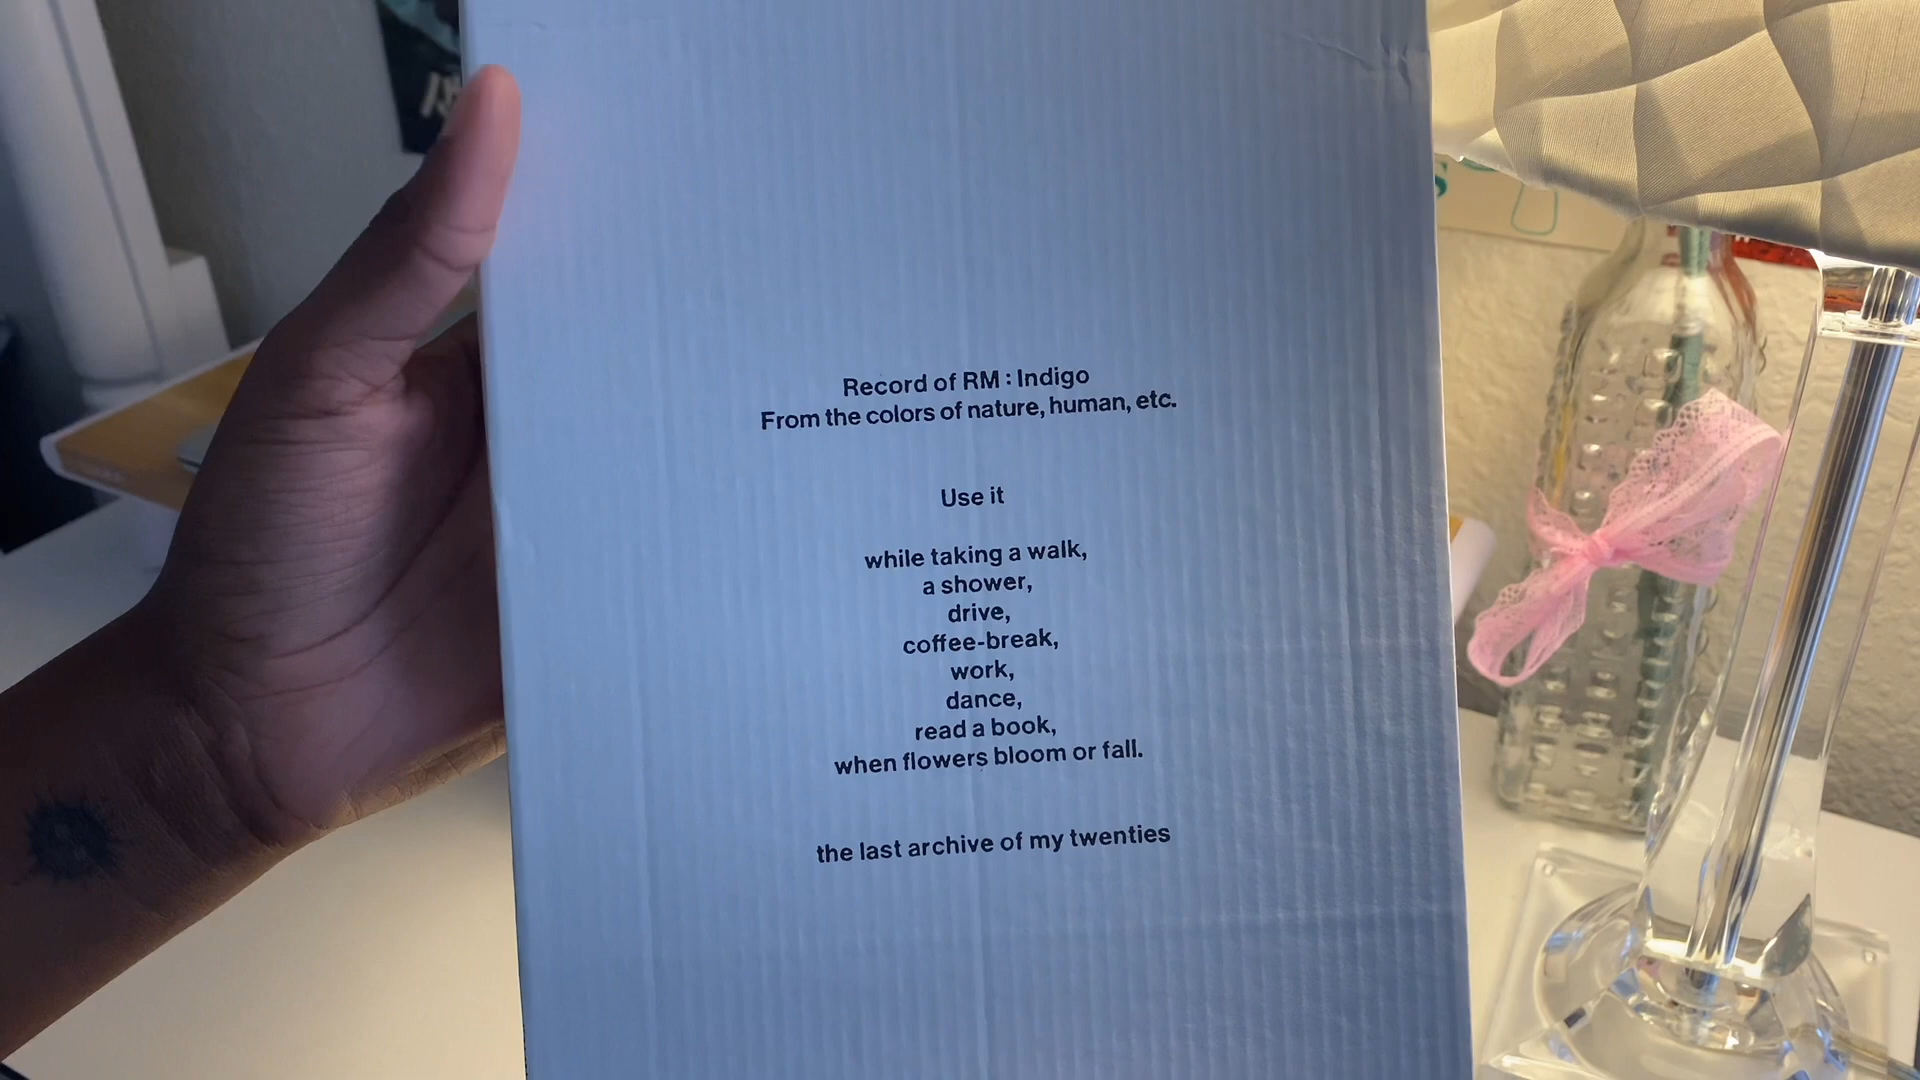 Record of RM : Indigo
From the colors of nature, human, etc.
Use it
while taking a walk,
a shower,
drive,
coffee-break,
work,
dance,
read a book,
when flowers bloom or fall.
the last archive of my twenties